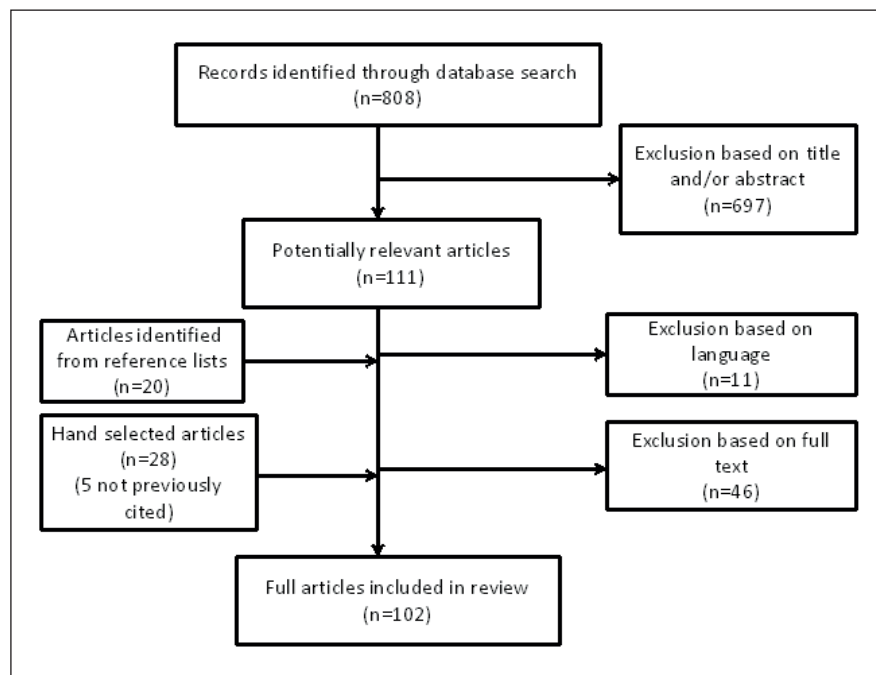 Records identified through database search
(n=808)
Exclusion based on title
and/or abstract
(n=697)
Potentially relevant articles
(n=111)
Articles identified
from reference lists
(n=20)
Exclusion based on
language
(n=11)
Hand selected articles
(n=28)
(5 not previously
cited)
Exclusion based on full
text
(n=46)
Full articles included in review
(n=102)